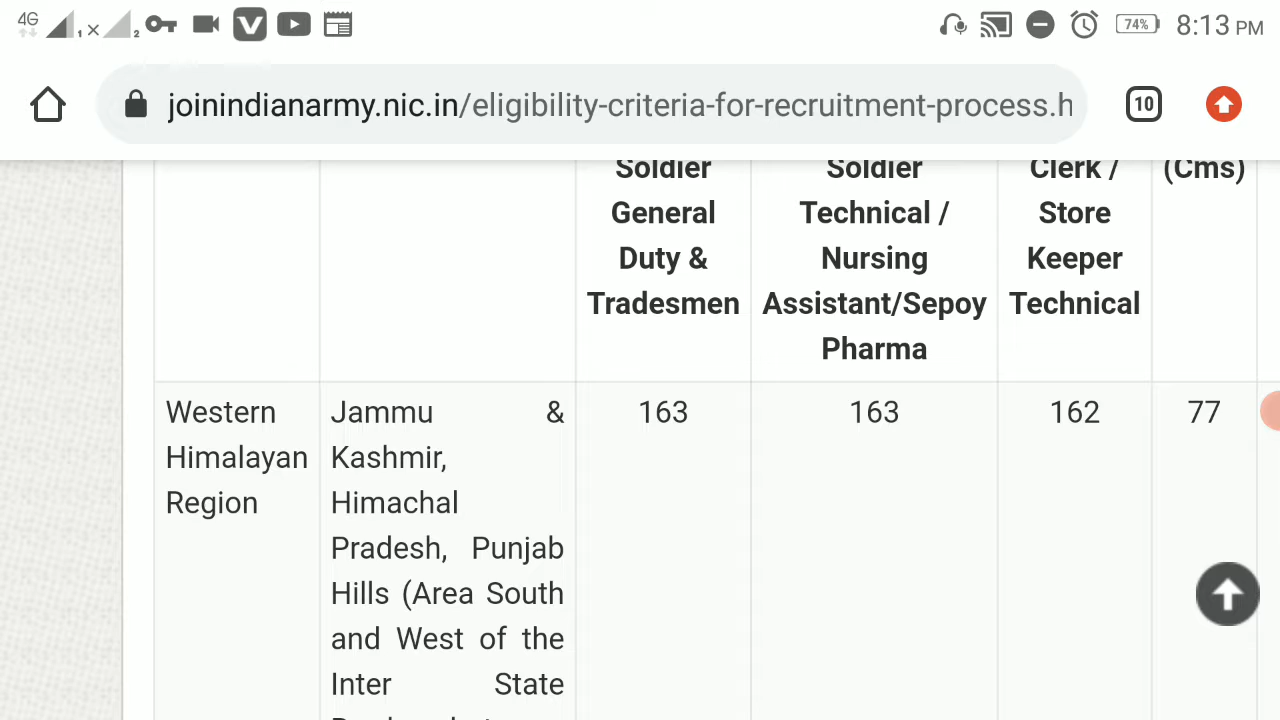 4G 1 x 2 74% 8:13 PM
joinindianarmy.nic.in/eligibility-criteria-for-recruitment-process.h
10
Soldier
General
Duty &
Tradesmen
Soldier
Technical /
Nursing
Assistant/Sepoy
Pharma
Clerk /
Store
Keeper
Technical
(Cms)
Western
Himalayan
Region
Jammu &
Kashmir,
Himachal
Pradesh, Punjab
Hills (Area South
and West of the
Inter State
163
163
162
77